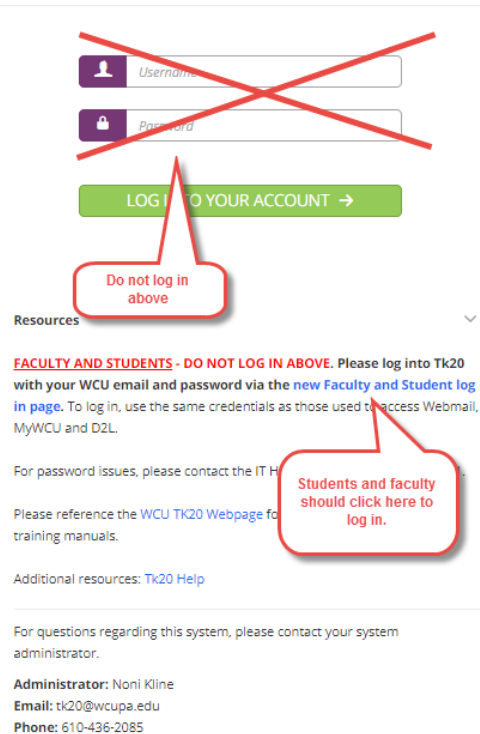 Username
Password
LOG INTO YOUR ACCOUNT →
Do not log in
above
Resources
FACULTY AND STUDENTS - DO NOT LOG IN ABOVE. Please log into Tk20
with your WCU email and password via the new Faculty and Student log
in page. To log in, use the same credentials as those used to access Webmail,
MyWCU and D2L.
For password issues, please contact the IT H
Students and faculty
should click here to
log in.
Please reference the WCU TK20 Webpage fo
training manuals.
Additional resources: Tk20 Help
For questions regarding this system, please contact your system
administrator.
Administrator: Noni Kline
Email: tk20@wcupa.edu
Phone: 610-436-2085